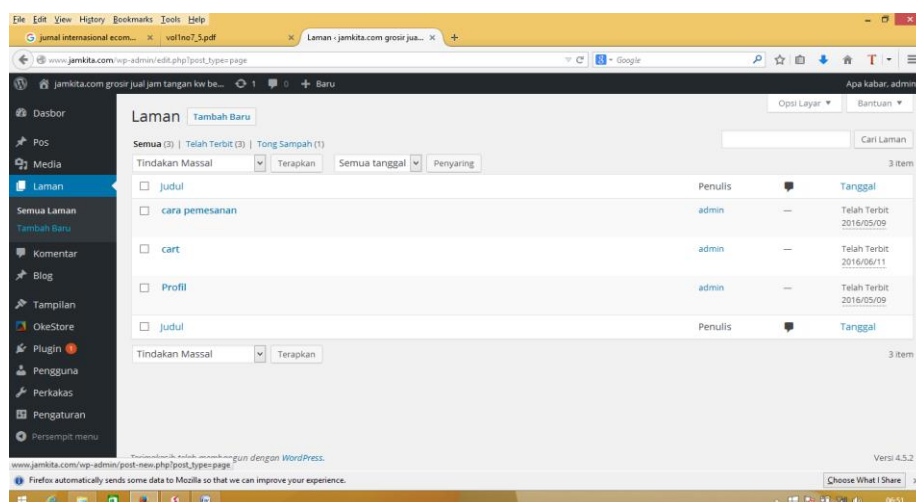 File Edit View History Bookmarks Tools Help
jurnal internasional ecom... × vol1no7_5.pdf × Laman ‹ jamkita.com grosir jua... × +
www.jamkita.com/wp-admin/edit.php?post_type=page Google
jamkita.com grosir jual jam tangan kw be... 1 0 + Baru Apa kabar, admin
Dasbor
Pos
Media
Laman
Semua Laman
Tambah Baru
Komentar
Blog
Tampilan
OkeStore
Plugin 1
Pengguna
Perkakas
Pengaturan
Persempit menu
Opsi Layar ▼ Bantuan ▼
Laman Tambah Baru
Semua (3) | Telah Terbit (3) | Tong Sampah (1)
Cari Laman
Tindakan Massal Terapkan Semua tanggal Penyaring 3 item
Judul Penulis Tanggal
cara pemesanan admin — Telah Terbit
2016/05/09
cart admin — Telah Terbit
2016/06/11
Profil admin — Telah Terbit
2016/05/09
Judul Penulis Tanggal
Tindakan Massal Terapkan 3 item
Terimakasih telah membangun dengan WordPress. Versi 4.5.2
www.jamkita.com/wp-admin/post-new.php?post_type=page
Firefox automatically sends some data to Mozilla so that we can improve your experience. Choose What I Share ×
06:51